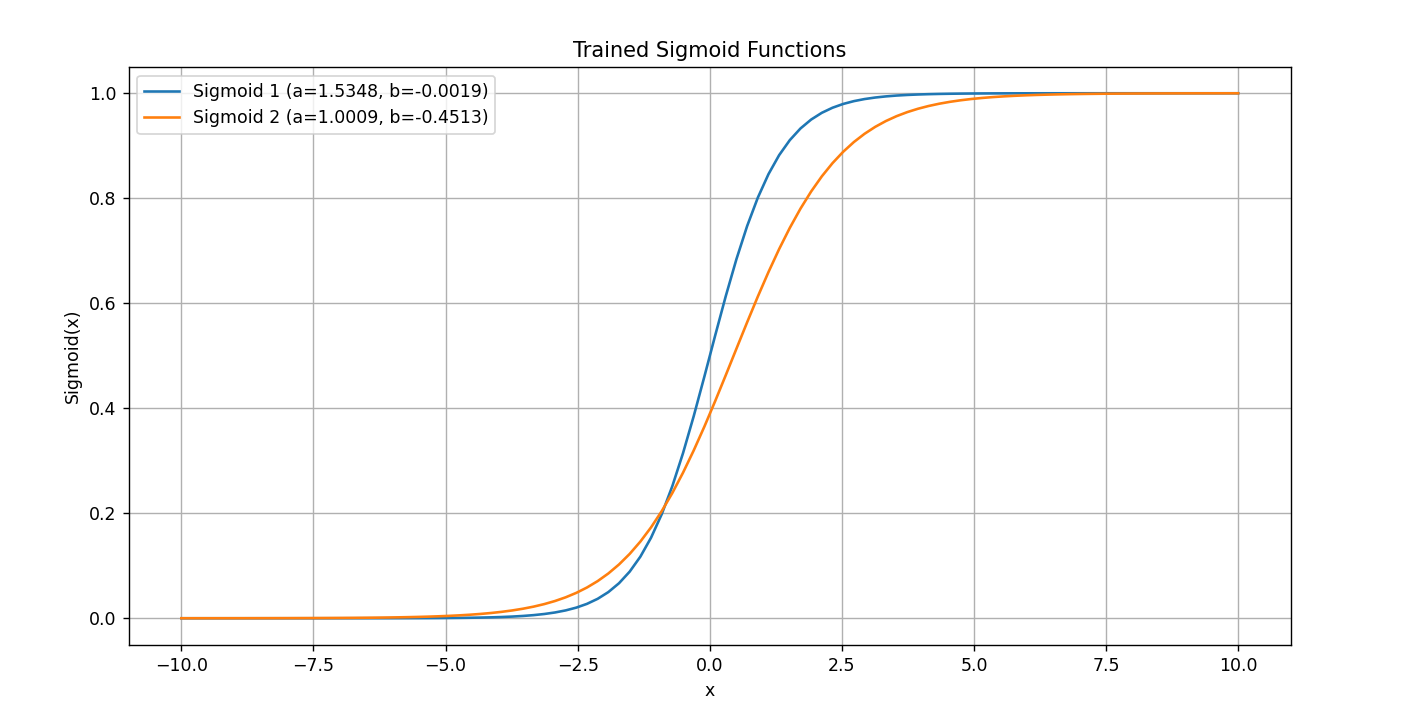 Trained Sigmoid Functions
Sigmoid 1 (a=1.5348, b=-0.0019)
Sigmoid 2 (a=1.0009, b=-0.4513)
1.0
0.8
0.6
0.4
0.2
0.0
Sigmoid(x)
−10.0 −7.5 −5.0 −2.5 0.0 2.5 5.0 7.5 10.0
x